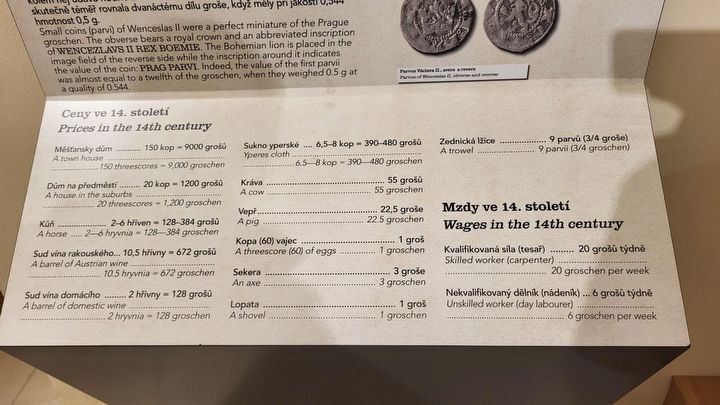 skutečně téměř rovnala dvanáctému dílu groše, když měly při jakosti 0,544
hmotnost 0,5 g.
Small coins (parvi) of Wenceslas II were a perfect miniature of the Prague
groschen. The obverse bears a royal crown and an abbreviated inscription
of WENCEZLAVS II REX BOEMIE. The Bohemian lion is placed in the
image field of the reverse side while the inscription around it indicates
the value of the coin: PRAG PARVI. Indeed, the value of the first parvii
was almost equal to a twelfth of the groschen, when they weighed 0.5 g at
a quality of 0.544.
Parvus Václava II., avers a revers
Parvus of Wenceslas II, obverse and reverse
Ceny ve 14. století
Prices in the 14th century
Měšťanský dům .......... 150 kop = 9000 grošů
A town house
150 threescores = 9,000 groschen
Dům na předměstí ........ 20 kop = 1200 grošů
A house in the suburbs
20 threescores = 1,200 groschen
Kůň ............... 2–6 hřiven = 128–384 grošů
A horse ..... 2—6 hryvnia = 128—384 groschen
Sud vína rakouského... 10,5 hřivny = 672 grošů
A barrel of Austrian wine
10.5 hryvnia = 672 groschen
Sud vína domácího ....... 2 hřivny = 128 grošů
A barrel of domestic wine
2 hryvnia = 128 groschen
Sukno yperské .... 6,5–8 kop = 390–480 grošů
Yperes cloth
6.5—8 kop = 390—480 groschen
Kráva ............ 55 grošů
A cow ............ 55 groschen
Vepř ............ 22,5 groše
A pig ............ 22.5 groschen
Kopa (60) vajec ............ 1 groš
A threescore (60) of eggs ............ 1 groschen
Sekera ............ 3 groše
An axe ............ 3 groschen
Lopata ............ 1 groš
A shovel ............ 1 groschen
Zednická lžíce ............ 9 parvů (3/4 groše)
A trowel ............ 9 parvii (3/4 groschen)
Mzdy ve 14. století
Wages in the 14th century
Kvalifikovaná síla (tesař) ........ 20 grošů týdně
Skilled worker (carpenter)
20 groschen per week
Nekvalifikovaný dělník (nádeník) ... 6 grošů týdně
Unskilled worker (day labourer)
6 groschen per week